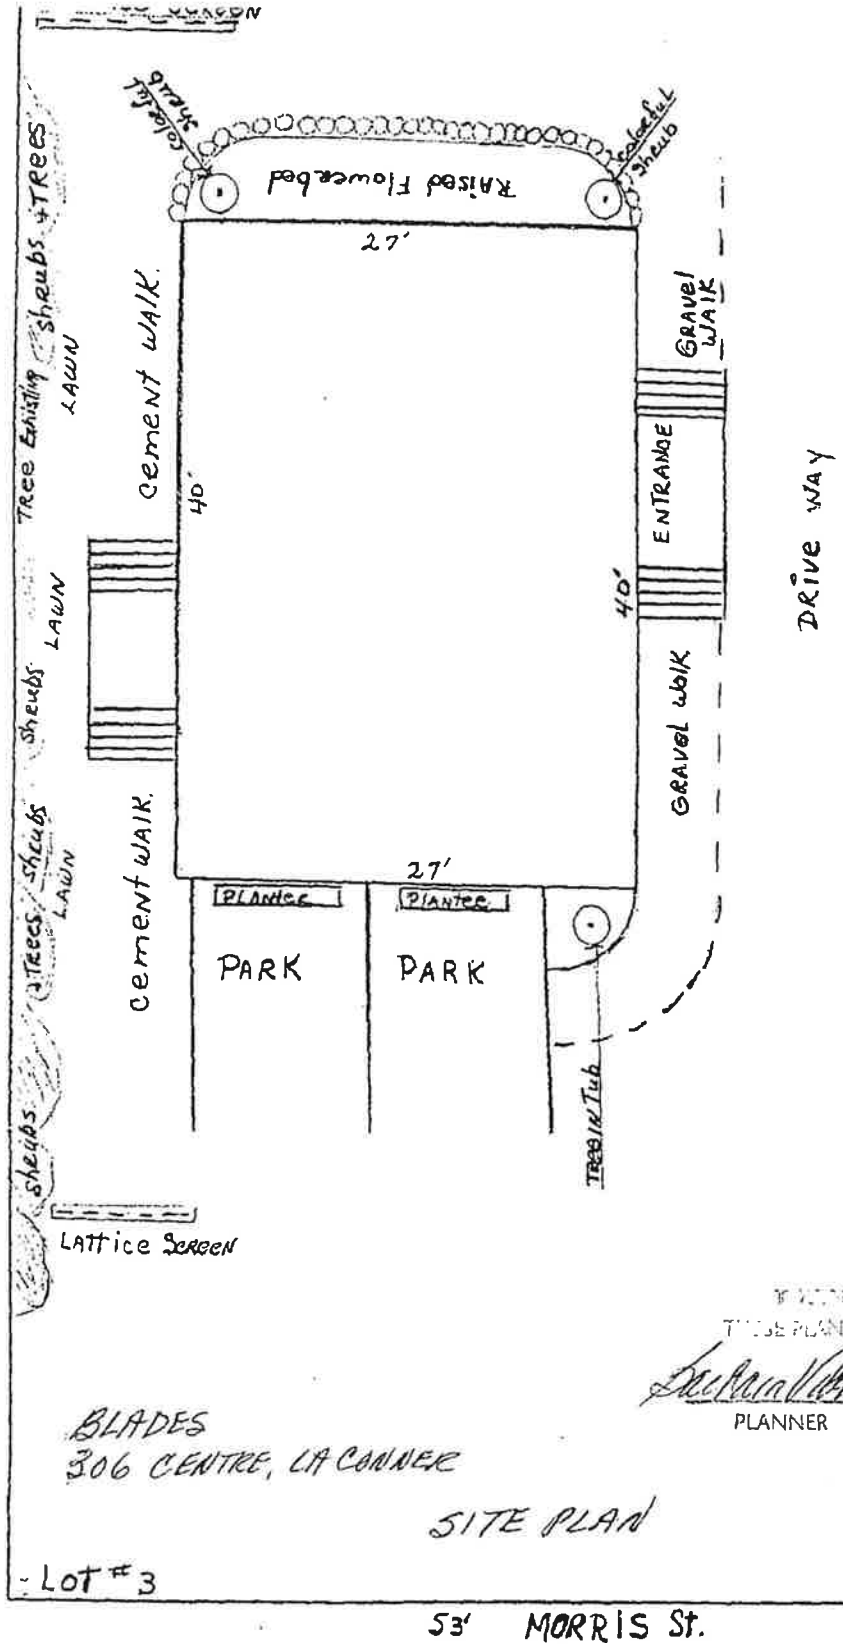 colorful
shrub
colorful
shrub
Raised Flowerbed
27'
Tree Exhisting shrubs & TREES
LAWN
cement WALK.
40'
GRAVEl
WALK
ENTRANCE
40'
DRive WAY
LAWN
shrubs
GRAVEl WalK
shrubs
TREES
LAWN
cement WALK.
27'
PLANTER
PLANTER
PARK
PARK
Tree IN Tub
shrubs
LATTice SCREEN
PLANNER
BLADES
306 CENTRE, LA CONNER
SITE PLAN
LOT #3
53' MORRIS St.